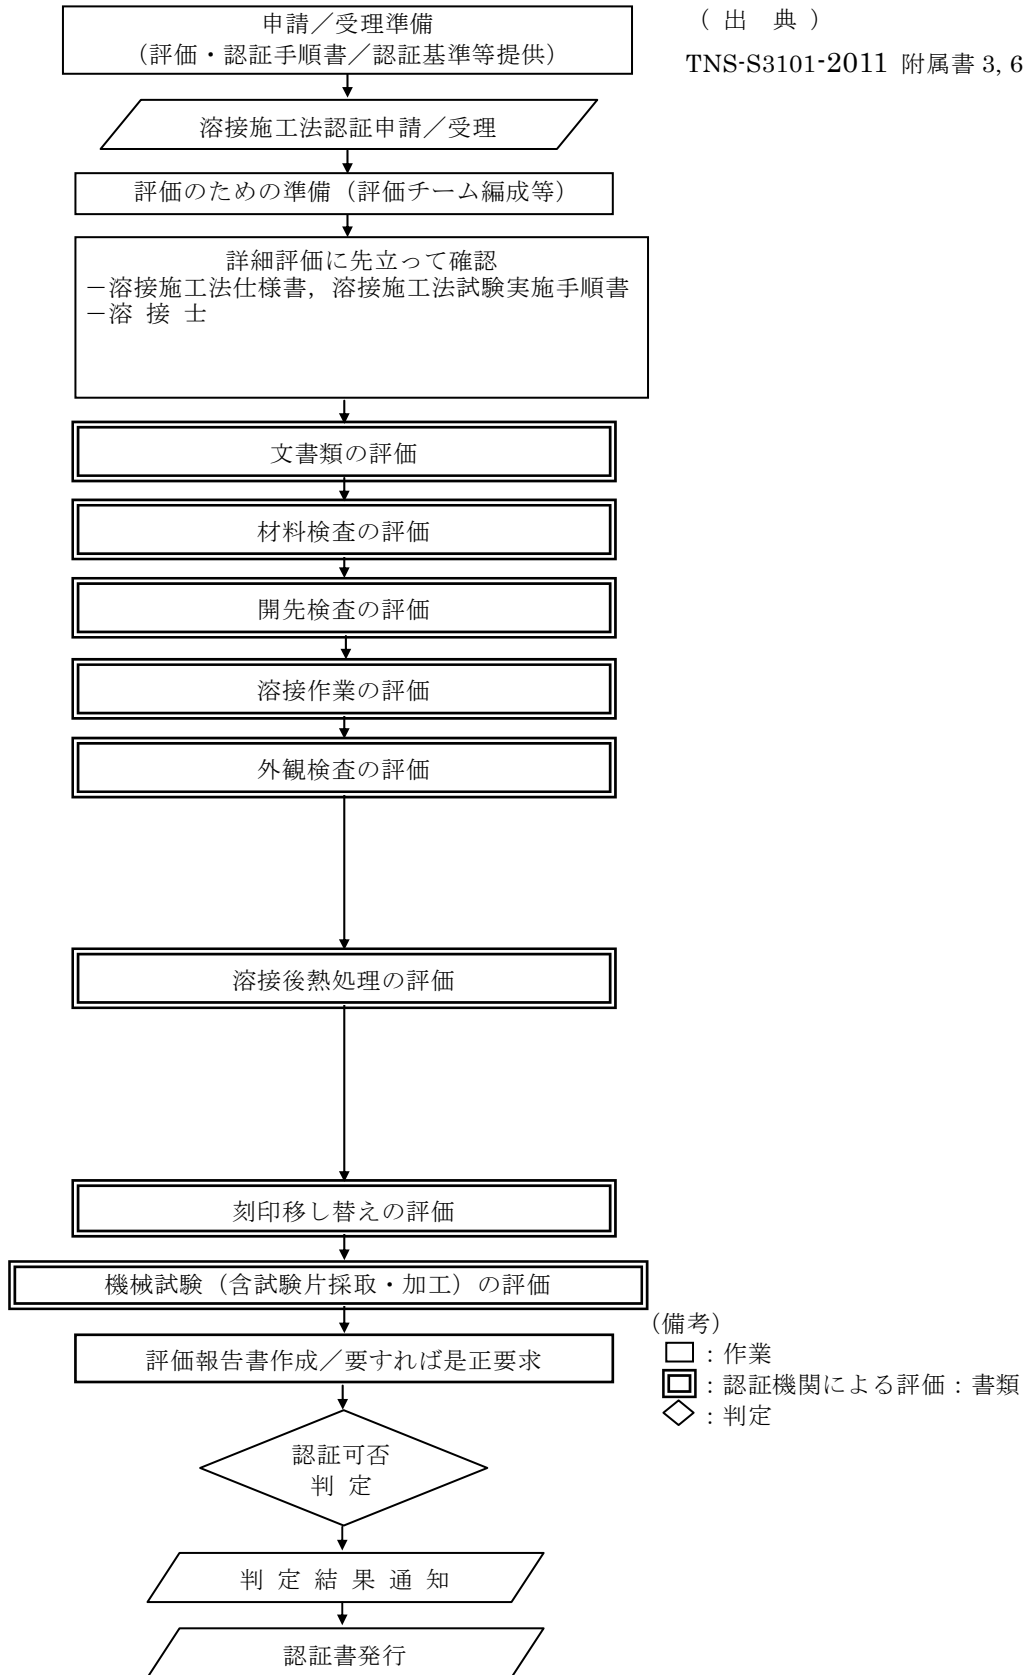 申請／受理準備
（評価・認証手順書／認証基準等提供）
（ 出　典 ）
TNS-S3101-2011 附属書 3, 6
溶接施工法認証申請／受理
評価のための準備（評価チーム編成等）
詳細評価に先立って確認
－溶接施工法仕様書，溶接施工法試験実施手順書
－溶 接 士
文書類の評価
材料検査の評価
開先検査の評価
溶接作業の評価
外観検査の評価
溶接後熱処理の評価
刻印移し替えの評価
機械試験（含試験片採取・加工）の評価
評価報告書作成／要すれば是正要求
（備考）
：作業
：認証機関による評価：書類
：判定
認証可否
判 定
判 定 結 果 通 知
認証書発行